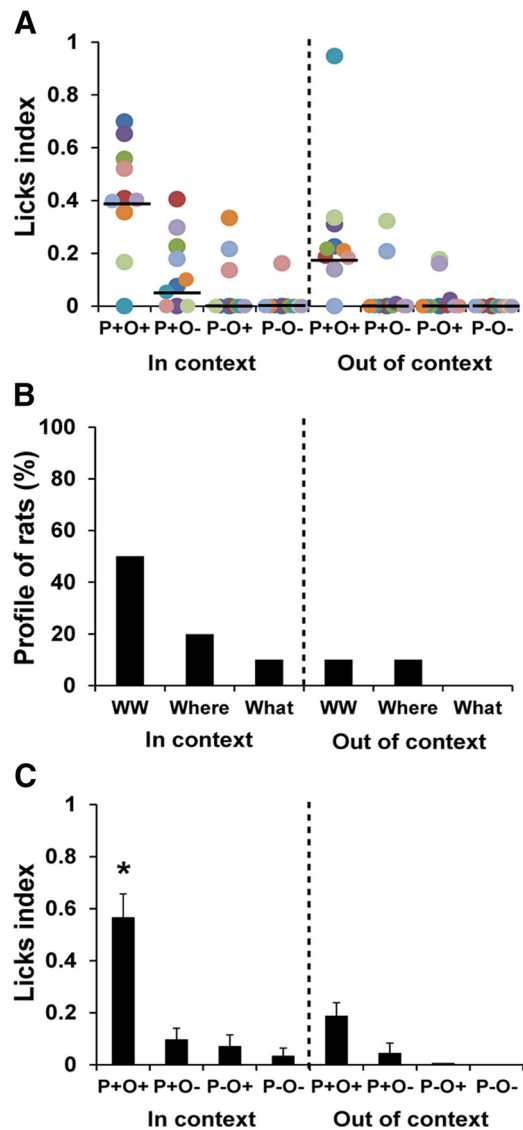 A
Licks index
1
0.8
0.6
0.4
0.2
0
P+O+ P+O- P-O+ P-O- P+O+ P+O- P-O+ P-O-
In context Out of context
B
Profile of rats (%)
100
80
60
40
20
0
WW Where What WW Where What
In context Out of context
C
Licks index
1
0.8
0.6
0.4
0.2
0
*
P+O+ P+O- P-O+ P-O- P+O+ P+O- P-O+ P-O-
In context Out of context